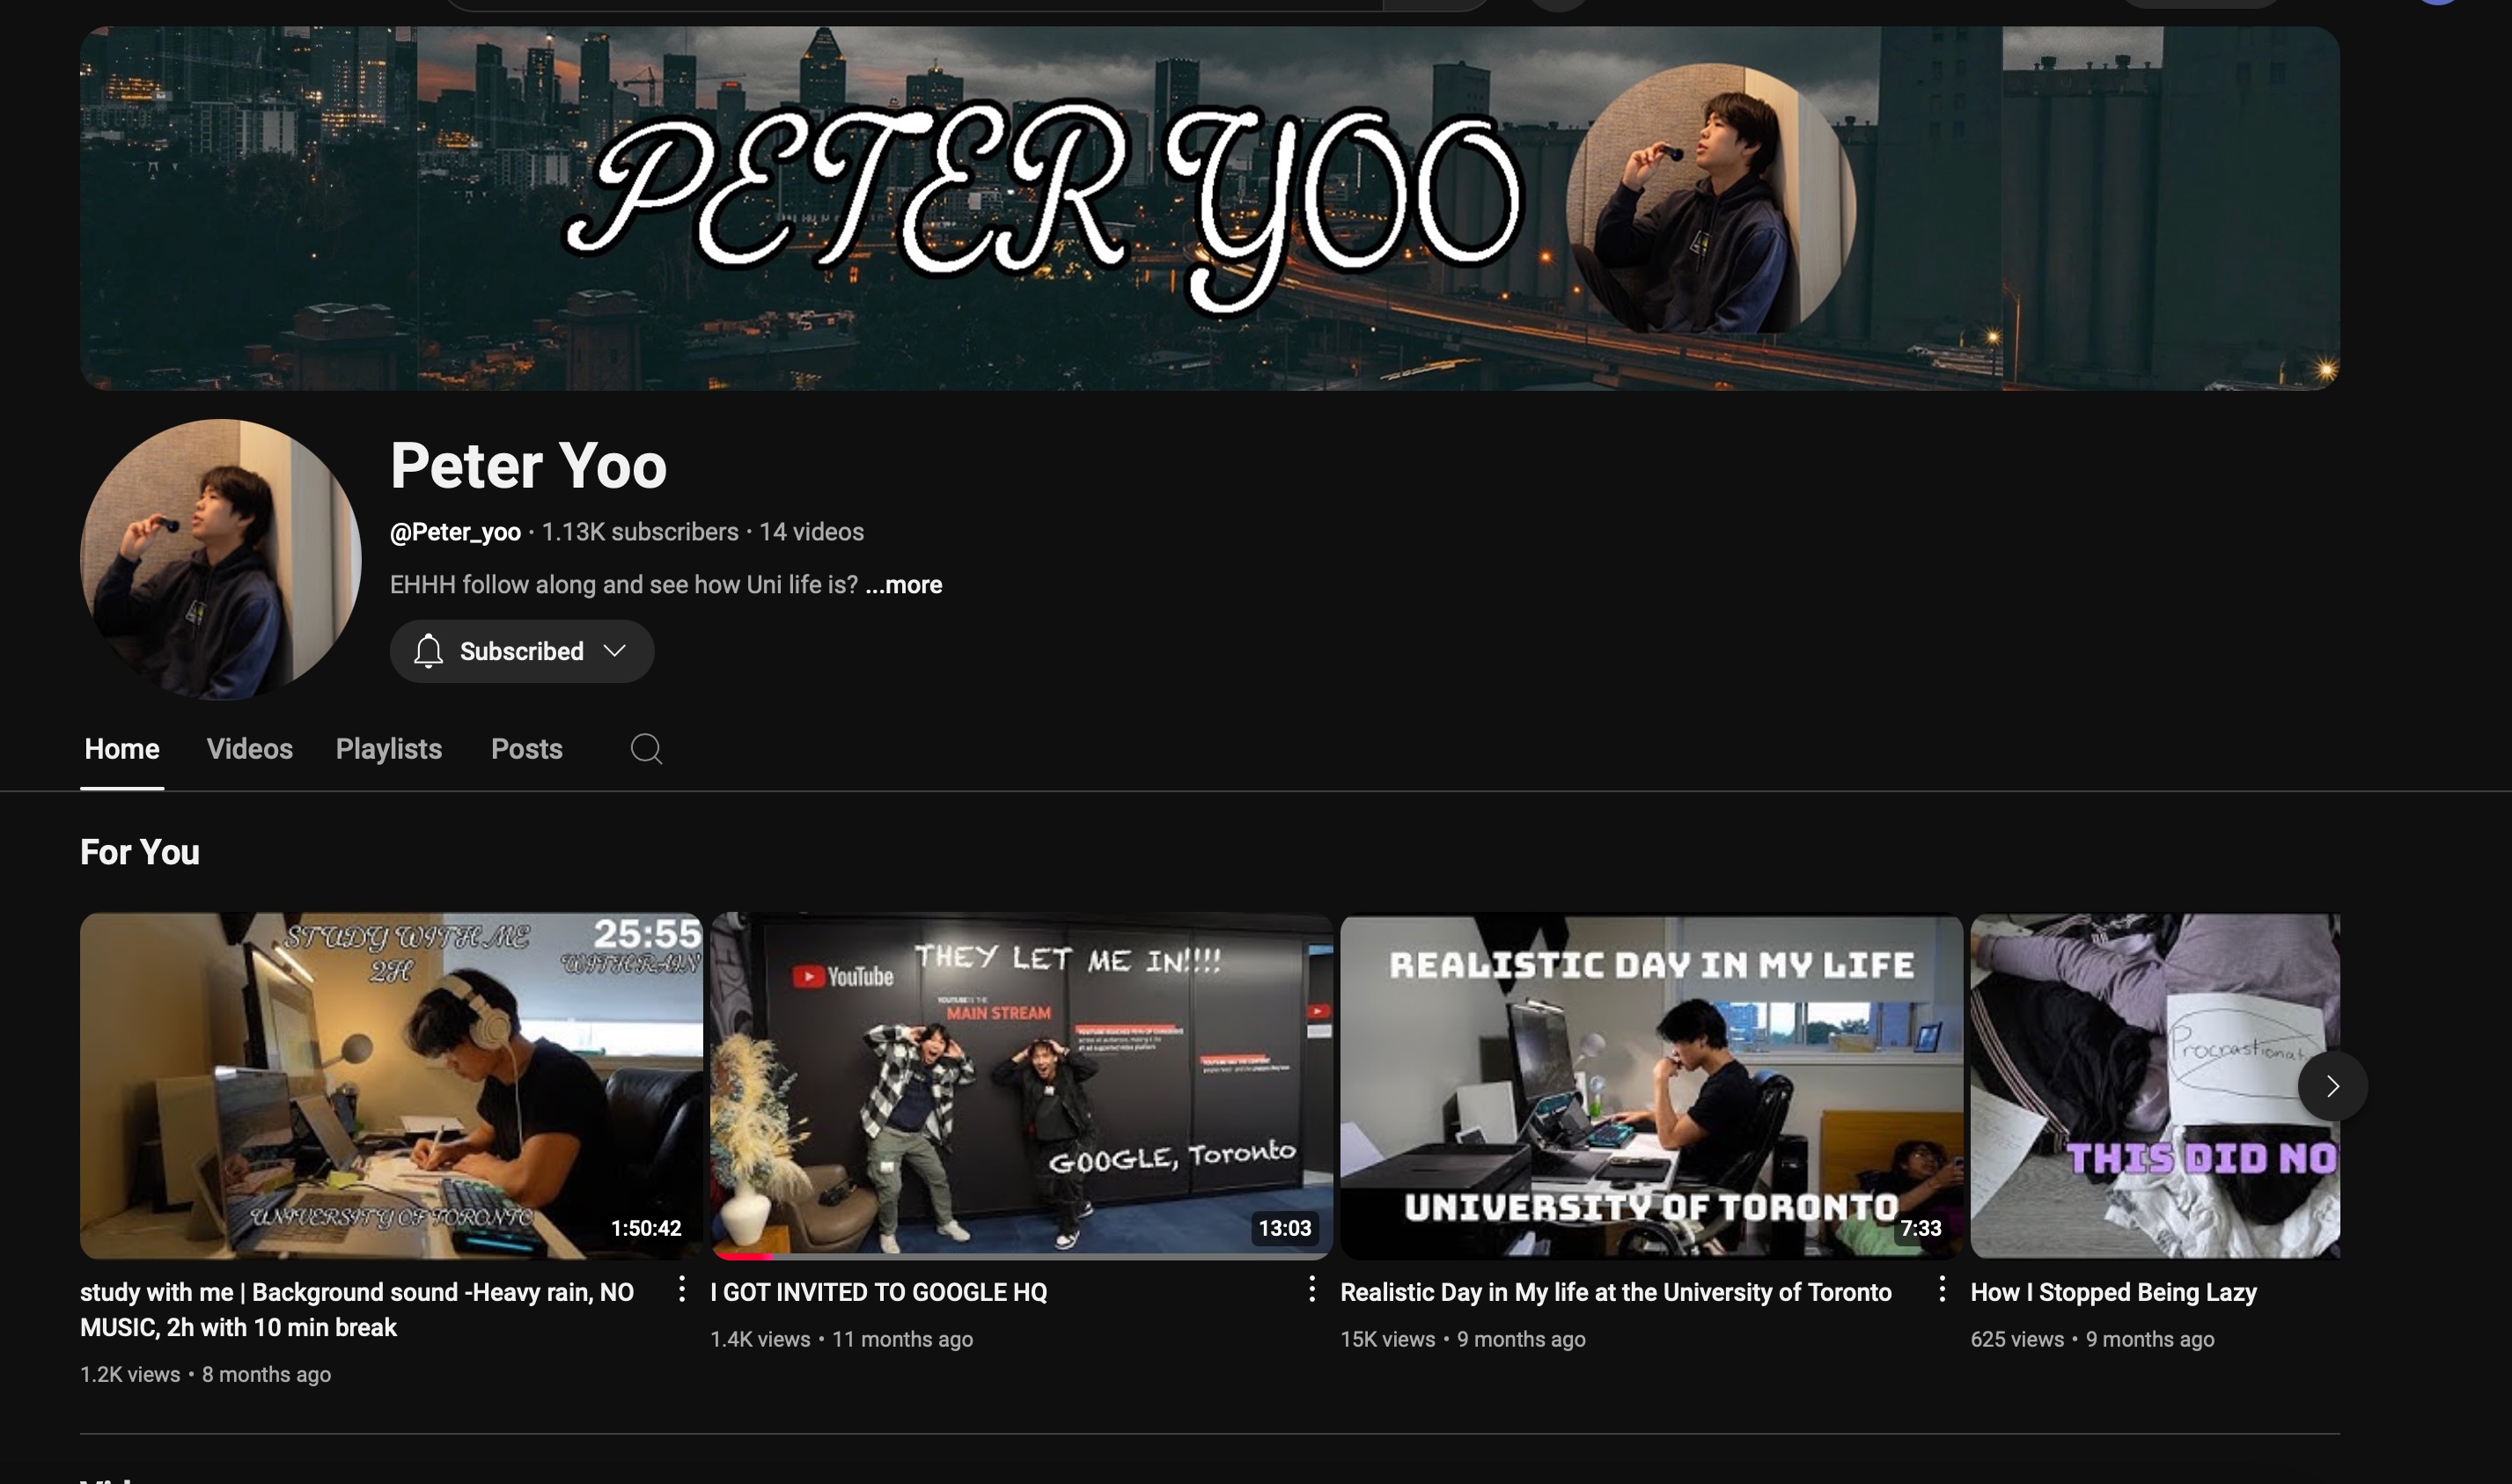 PETER YOO
Peter Yoo
@Peter_yoo · 1.13K subscribers · 14 videos
EHHH follow along and see how Uni life is? ...more
Subscribed
Home Videos Playlists Posts
For You
STUDY WITH ME
2H
25:55
WITH RAIN
UNIVERSITY OF TORONTO
1:50:42
THEY LET ME IN!!!!
YouTube
YOUTUBE IS THE
MAIN STREAM
GOOGLE, Toronto
13:03
REALISTIC DAY IN MY LIFE
UNIVERSITY OF TORONTO
7:33
Procrastionat
THIS DID NO
study with me | Background sound -Heavy rain, NO
MUSIC, 2h with 10 min break
1.2K views • 8 months ago
I GOT INVITED TO GOOGLE HQ
1.4K views • 11 months ago
Realistic Day in My life at the University of Toronto
15K views • 9 months ago
How I Stopped Being Lazy
625 views • 9 months ago